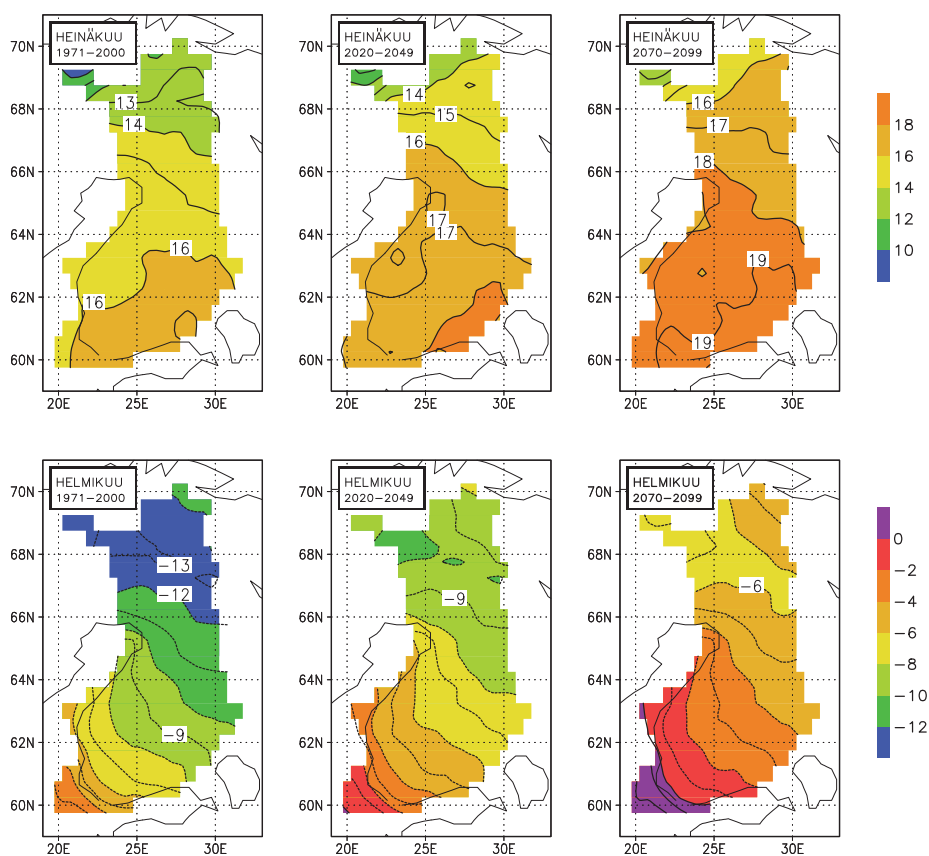 HEINÄKUU
1971–2000
70N
68N
66N
64N
62N
60N
20E
25E
30E
13
14
16
16
HEINÄKUU
2020–2049
70N
68N
66N
64N
62N
60N
20E
25E
30E
14
15
16
17
17
HEINÄKUU
2070–2099
70N
68N
66N
64N
62N
60N
20E
25E
30E
16
17
18
19
19
18
16
14
12
10
HELMIKUU
1971–2000
70N
68N
66N
64N
62N
60N
20E
25E
30E
−13
−12
−9
HELMIKUU
2020–2049
70N
68N
66N
64N
62N
60N
20E
25E
30E
−9
HELMIKUU
2070–2099
70N
68N
66N
64N
62N
60N
20E
25E
30E
−6
0
−2
−4
−6
−8
−10
−12